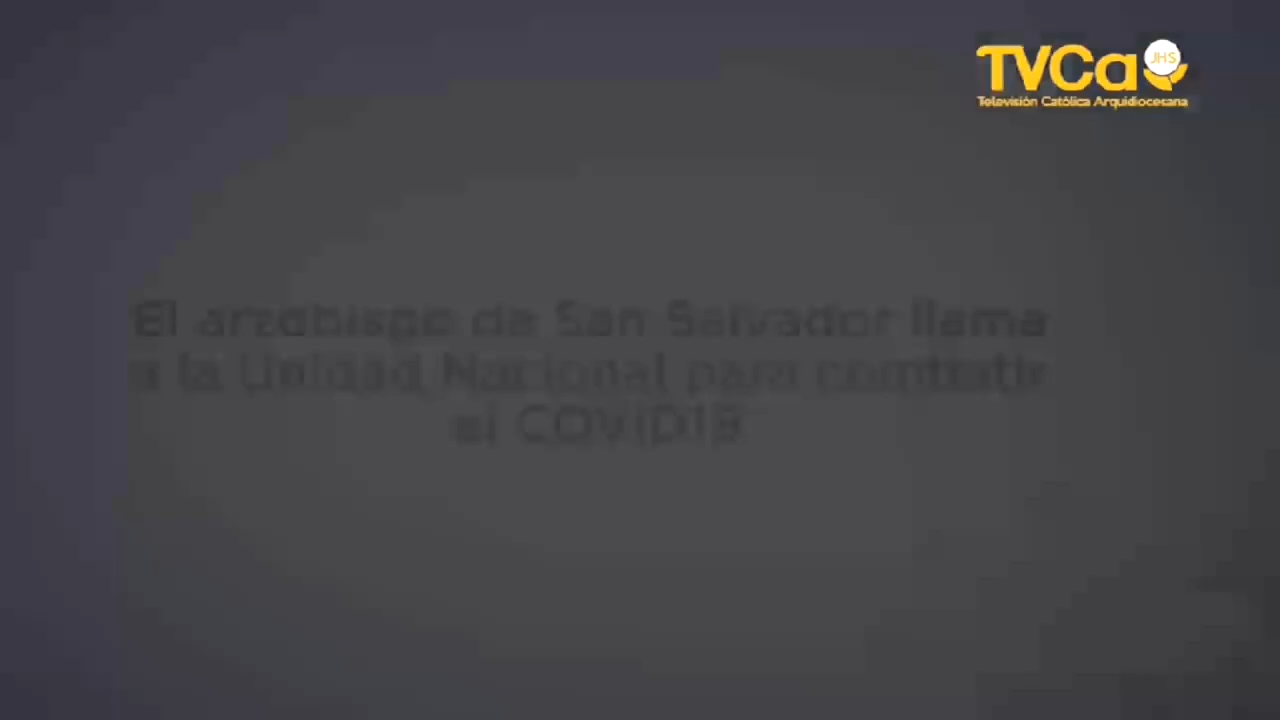 TVCa
JHS
Televisión Católica Arquidiocesana
El arzobispo de San Salvador llama
a la Unidad Nacional para combatir
el COVID19